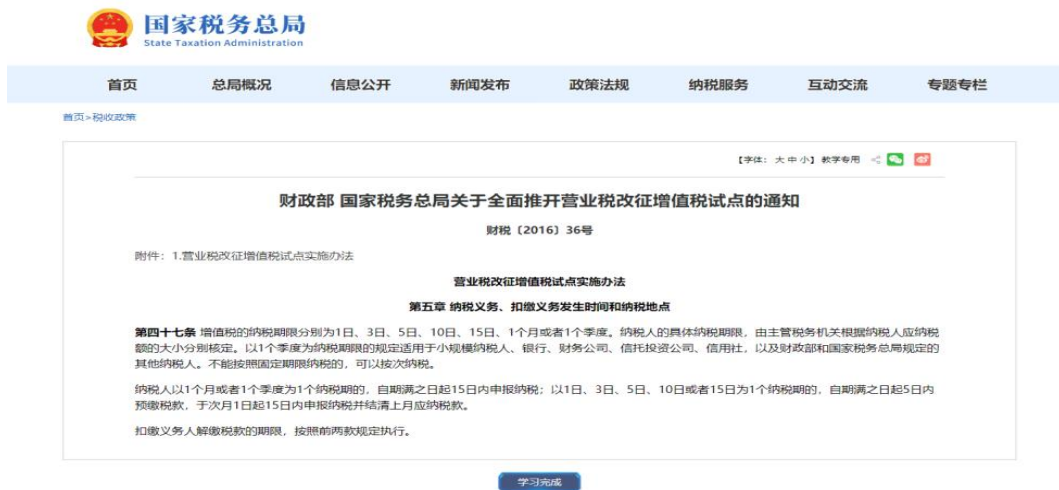 国家税务总局
State Taxation Administration
首页 总局概况 信息公开 新闻发布 政策法规 纳税服务 互动交流 专题专栏
首页>税收政策
【字体：大 中 小】教学专用
财政部 国家税务总局关于全面推开营业税改征增值税试点的通知
财税〔2016〕36号
附件：1.营业税改征增值税试点实施办法
营业税改征增值税试点实施办法
第五章 纳税义务、扣缴义务发生时间和纳税地点
第四十七条 增值税的纳税期限分别为1日、3日、5日、10日、15日、1个月或者1个季度。纳税人的具体纳税期限，由主管税务机关根据纳税人应纳税
额的大小分别核定。以1个季度为纳税期限的规定适用于小规模纳税人、银行、财务公司、信托投资公司、信用社，以及财政部和国家税务总局规定的
其他纳税人。不能按照固定期限纳税的，可以按次纳税。
纳税人以1个月或者1个季度为1个纳税期的，自期满之日起15日内申报纳税；以1日、3日、5日、10日或者15日为1个纳税期的，自期满之日起5日内
预缴税款，于次月1日起15日内申报纳税并结清上月应纳税款。
扣缴义务人解缴税款的期限，按照前两款规定执行。
学习完成